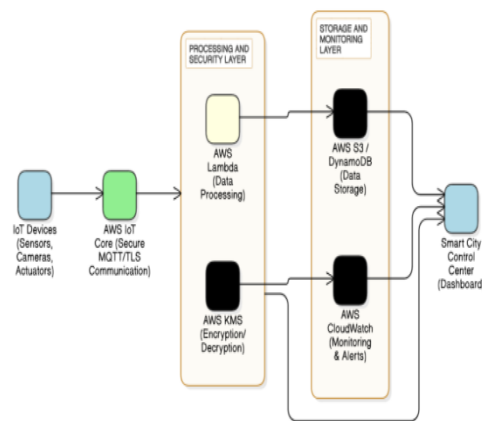 PROCESSING AND
SECURITY LAYER
STORAGE AND
MONITORING
LAYER
AWS
Lambda
(Data
Processing)
AWS S3 /
DynamoDB
(Data
Storage)
IoT Devices
(Sensors,
Cameras,
Actuators)
AWS IoT
Core (Secure
MQTT/TLS
Communication)
Smart City
Control
Center
(Dashboard
AWS KMS
(Encryption/
Decryption)
AWS
CloudWatch
(Monitoring
& Alerts)